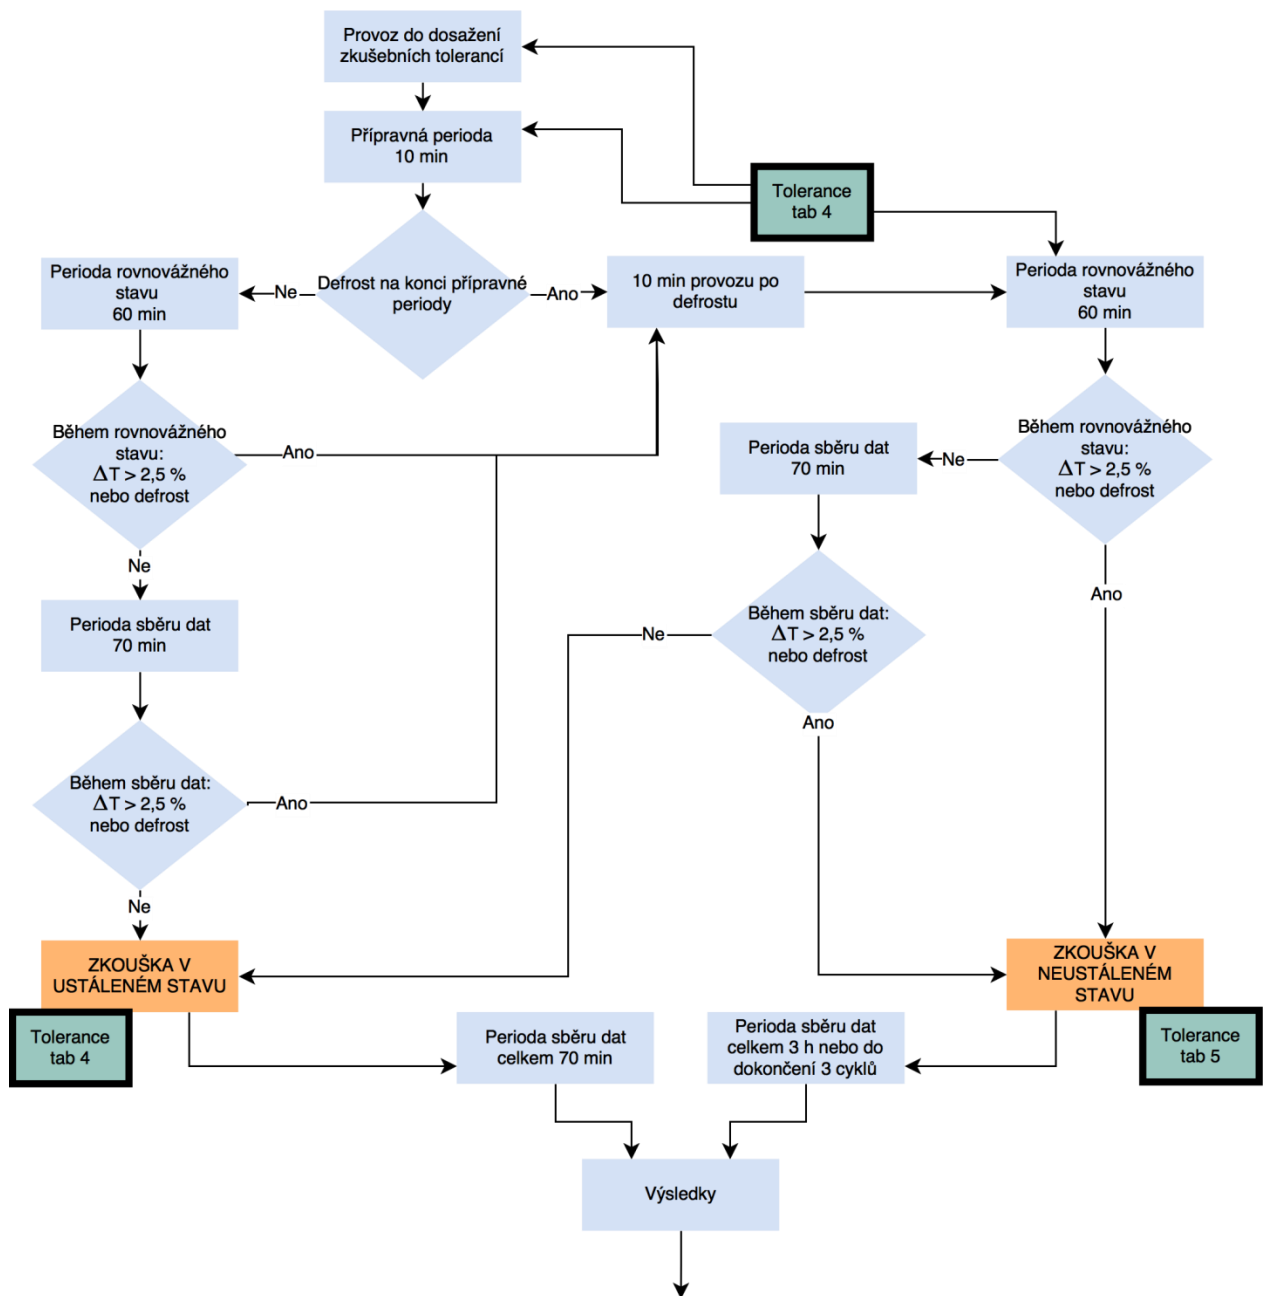 Provoz do dosažení
zkušebních tolerancí
Přípravná perioda
10 min
Tolerance
tab 4
Defrost na konci přípravné
periody
Ne
Ano
Perioda rovnovážného
stavu
60 min
10 min provozu po
defrostu
Perioda rovnovážného
stavu
60 min
Během rovnovážného
stavu:
ΔT > 2,5 %
nebo defrost
Ano
Ne
Perioda sběru dat
70 min
Ne
Během rovnovážného
stavu:
ΔT > 2,5 %
nebo defrost
Ano
Perioda sběru dat
70 min
Během sběru dat:
ΔT > 2,5 %
nebo defrost
Ne
Ano
Během sběru dat:
ΔT > 2,5 %
nebo defrost
Ano
Ne
ZKOUŠKA V
USTÁLENÉM STAVU
Tolerance
tab 4
ZKOUŠKA V
NEUSTÁLENÉM
STAVU
Tolerance
tab 5
Perioda sběru dat
celkem 70 min
Perioda sběru dat
celkem 3 h nebo do
dokončení 3 cyklů
Výsledky